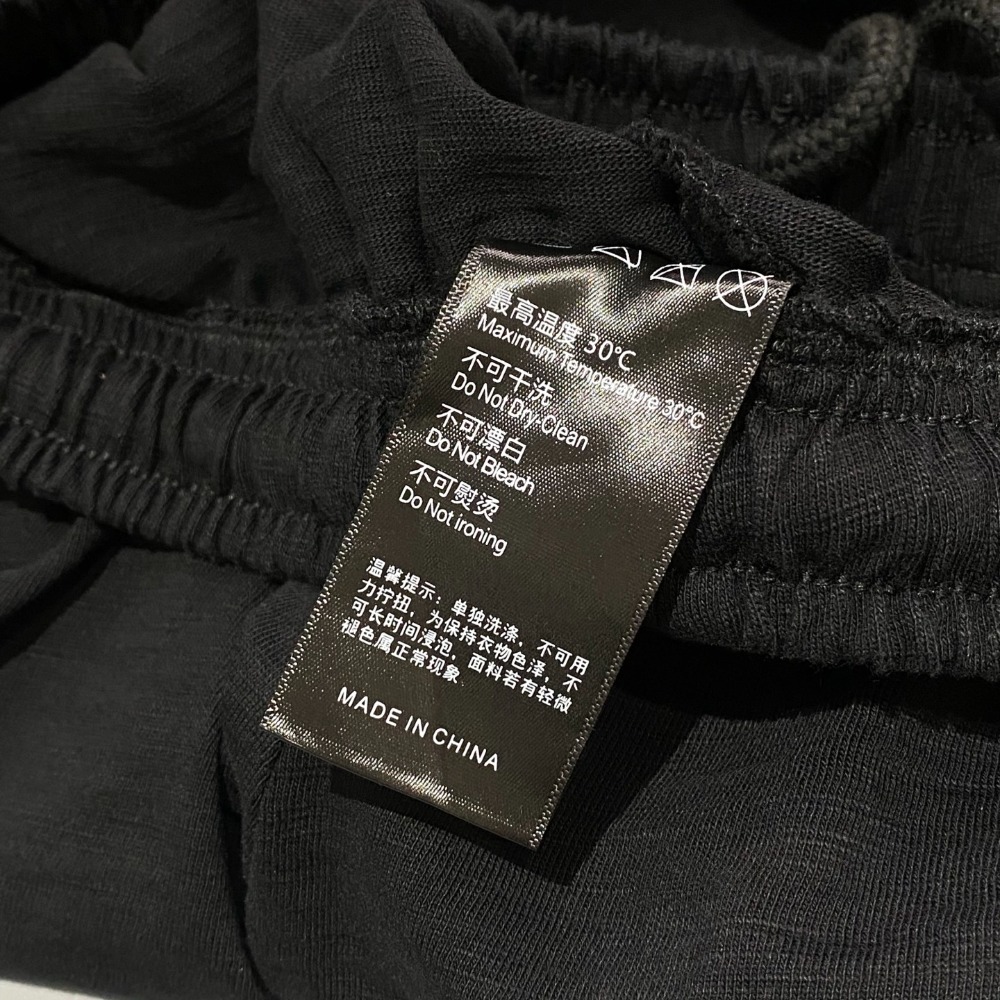 最高温度 30℃
Maximum Temperature 30℃
不可干洗
Do Not Dry-Clean
不可漂白
Do Not Bleach
不可熨烫
Do Not ironing
温馨提示，单独洗涤，不可用
力拧扭，为保持衣物色泽，不
可长时间浸泡，面料若有轻微
褪色属正常现象
MADE IN CHINA